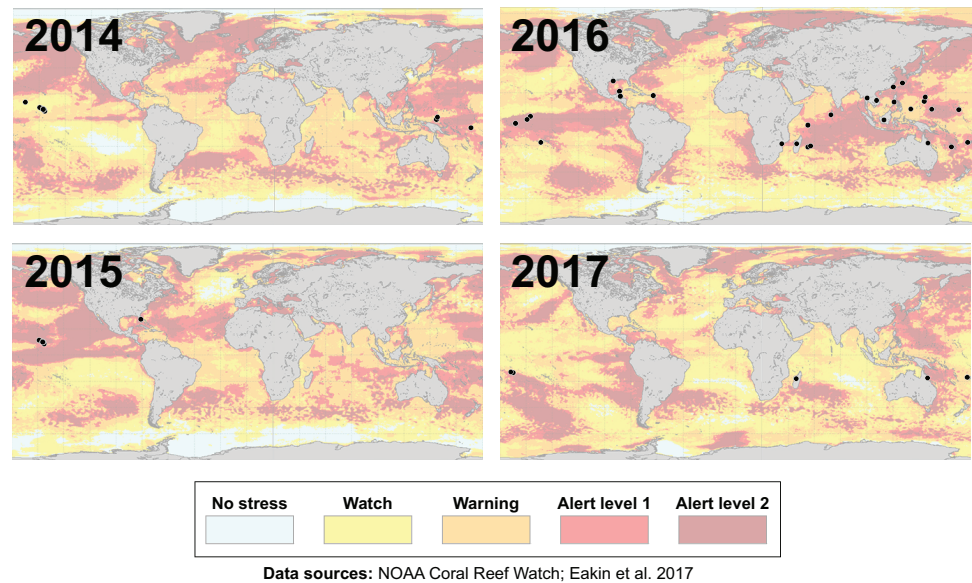 2014
2016
2015
2017
No stress Watch Warning Alert level 1 Alert level 2
Data sources: NOAA Coral Reef Watch; Eakin et al. 2017